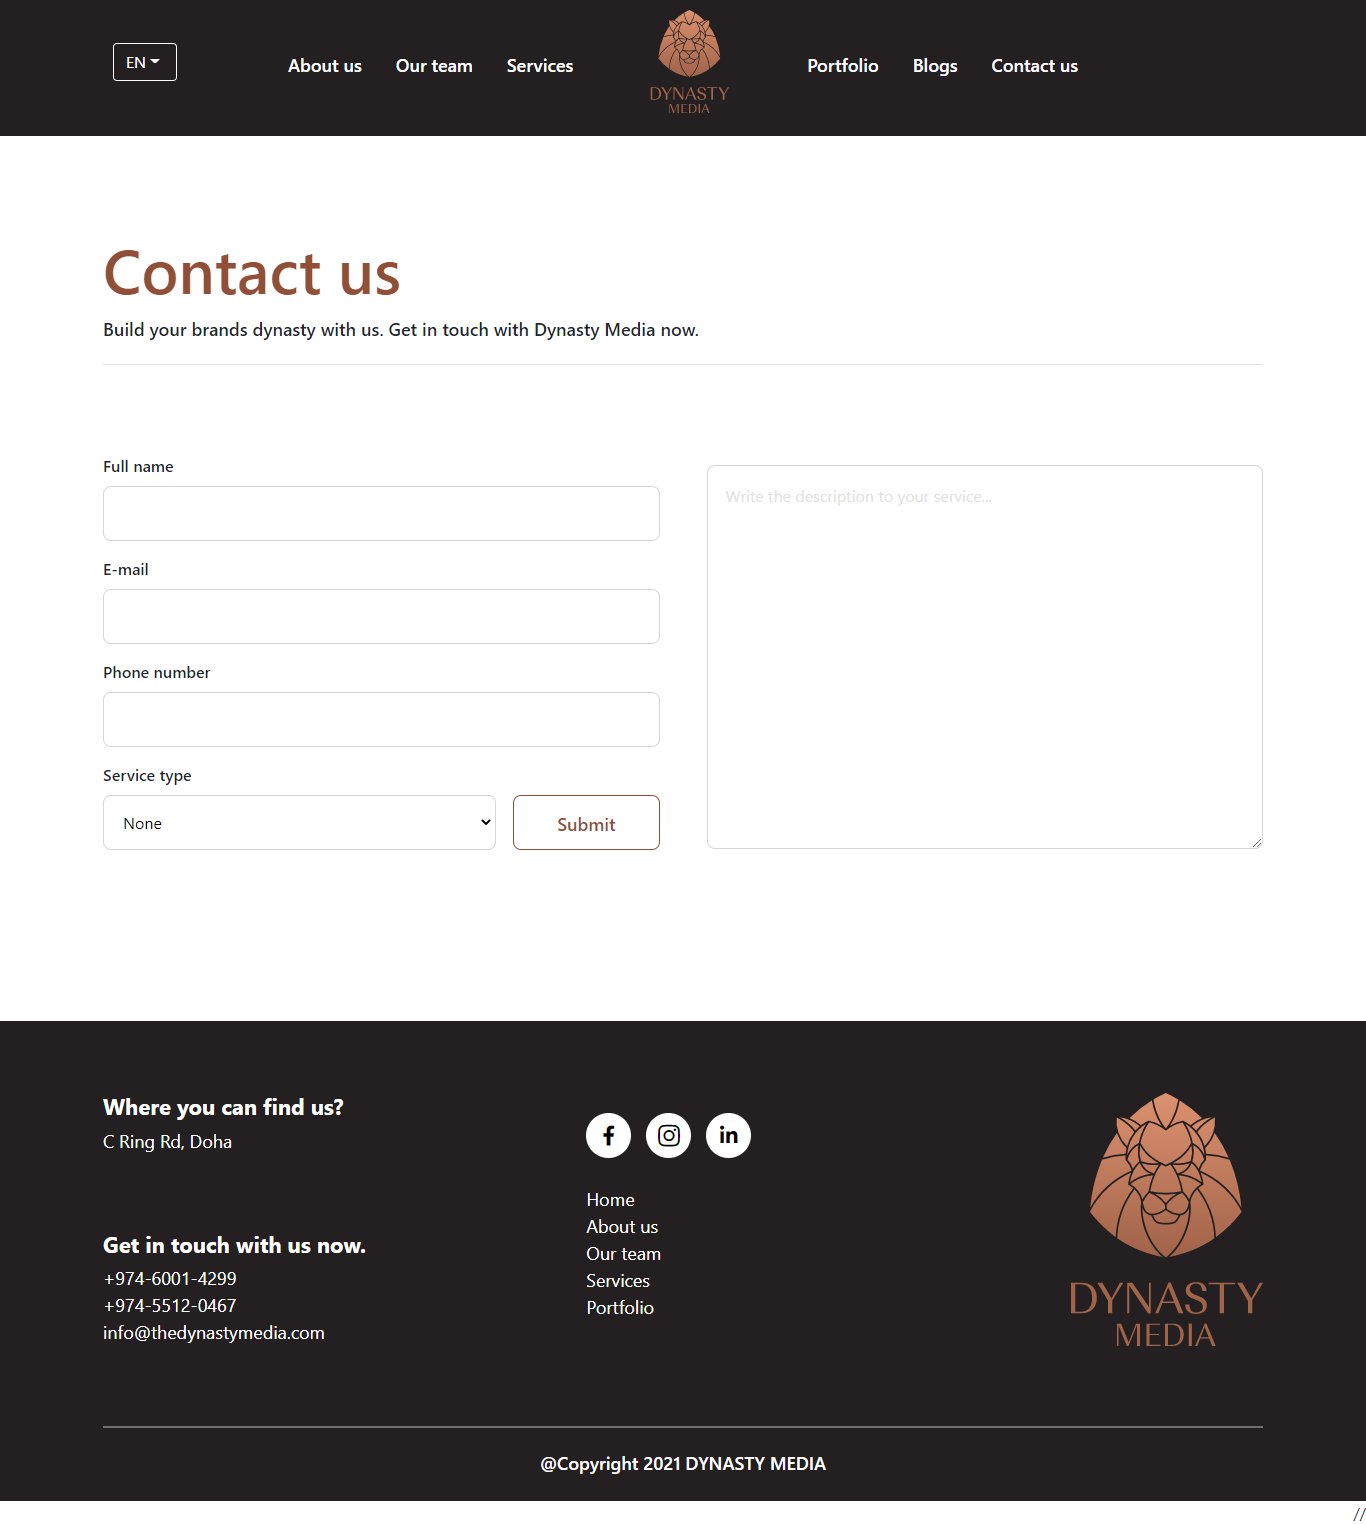 EN
About us
Our team
Services
DYNASTY
MEDIA
Portfolio
Blogs
Contact us
Contact us
Build your brands dynasty with us. Get in touch with Dynasty Media now.
Full name
E-mail
Phone number
Service type
None
Submit
Write the description to your service...
Where you can find us?
C Ring Rd, Doha
Get in touch with us now.
+974-6001-4299
+974-5512-0467
info@thedynastymedia.com
Home
About us
Our team
Services
Portfolio
DYNASTY
MEDIA
@Copyright 2021 DYNASTY MEDIA
//